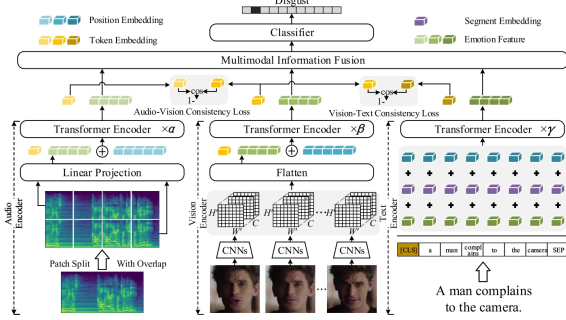 Disgust
Position Embedding
Token Embedding
Classifier
Segment Embedding
Emotion Feature
Multimodal Information Fusion
cos
1-
Audio-Vision Consistency Loss
cos
1-
Vision-Text Consistency Loss
Transformer Encoder ×α
Transformer Encoder ×β
Transformer Encoder ×γ
Linear Projection
Flatten
Audio
Encoder
Vision
Encoder
Text
Encoder
H'
W'
C
H'
W'
C
...
H'
W'
C
CNNs
CNNs
CNNs
Patch Split
With Overlap
[CLS] a man compl ains to the camera SEP
A man complains
to the camera.